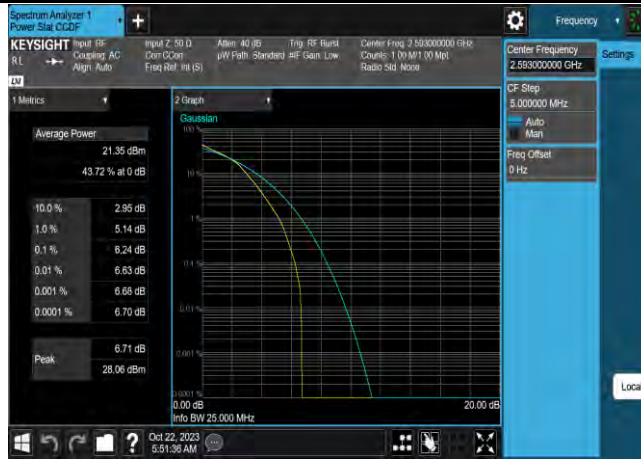 Spectrum Analyzer 1
Power Stat CCDF
Frequency
KEYSIGHT
Input: RF
Input Z: 50 Ω
Atten: 40 dB
Trig: RF Burst
Center Freq: 2.593000000 GHz
RL
Coupling: AC
Corr CCorr
µW Path: Standard
#IF Gain: Low
Counts: 1.00 M/1.00 Mpt
Align: Auto
Freq Ref: Int (S)
Radio Std: None
LXI
Center Frequency
2.593000000 GHz
Settings
CF Step
5.000000 MHz
Auto
Man
Freq Offset
0 Hz
1 Metrics
2 Graph
Gaussian
Average Power
21.35 dBm
43.72 % at 0 dB
10.0 % 2.95 dB
1.0 % 5.14 dB
0.1 % 6.24 dB
0.01 % 6.63 dB
0.001 % 6.68 dB
0.0001 % 6.70 dB
Peak
6.71 dB
28.06 dBm
100 %
10 %
1 %
0.1 %
0.01 %
0.001 %
0.0001 %
0.00 dB
20.00 dB
Info BW 25.000 MHz
Local
Oct 22, 2023
5:51:36 AM